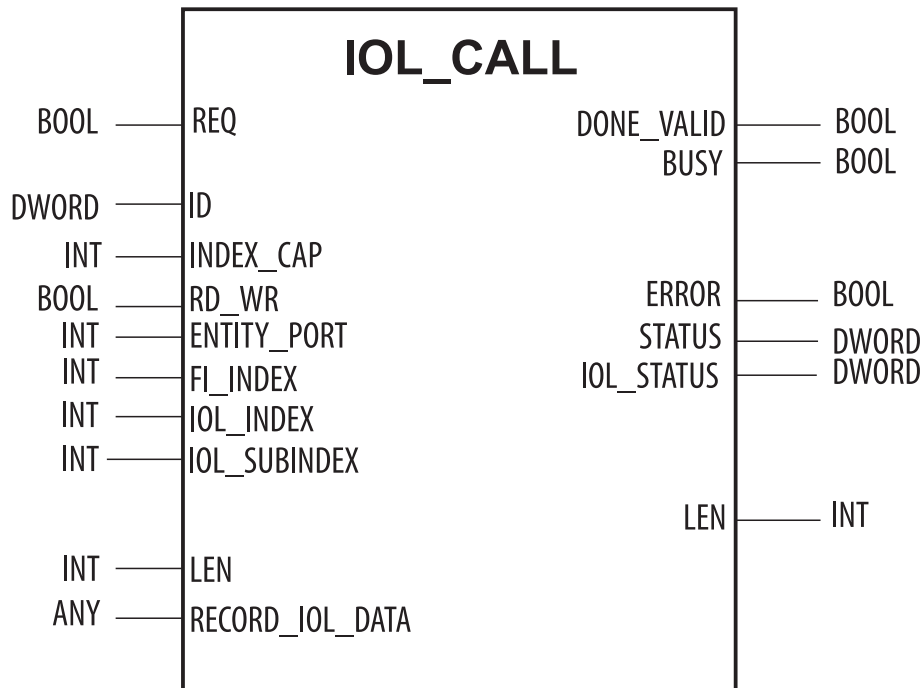 IOL_CALL
BOOL REQ DONE_VALID BOOL
BUSY BOOL
DWORD ID
INT INDEX_CAP
BOOL RD_WR ERROR BOOL
INT ENTITY_PORT STATUS DWORD
INT FI_INDEX IOL_STATUS DWORD
INT IOL_INDEX
INT IOL_SUBINDEX
LEN INT
INT LEN
ANY RECORD_IOL_DATA